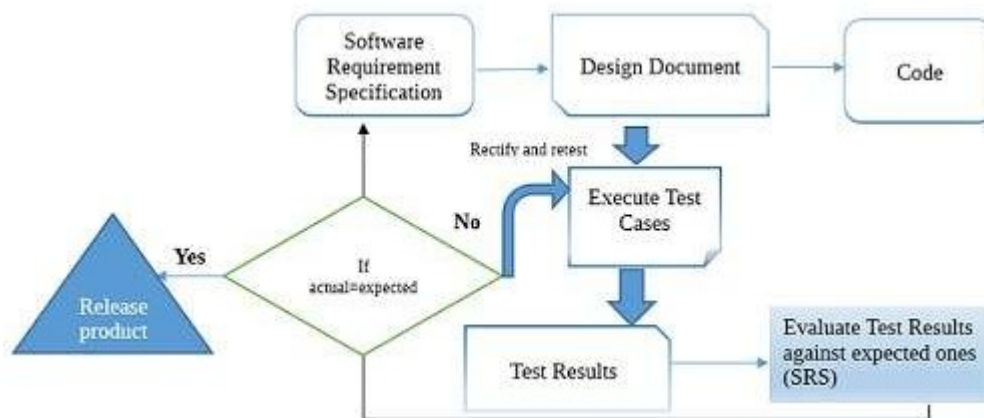 Software
Requirement
Specification
Design Document
Code
Rectify and retest
Execute Test
Cases
No
Yes
If
actual=expected
Release
product
Test Results
Evaluate Test Results
against expected ones
(SRS)